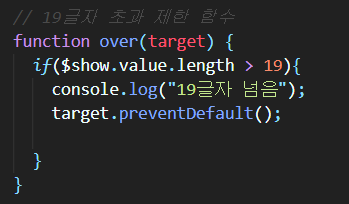 // 19글자 초과 제한 함수
function over(target) {
if($show.value.length > 19){
console.log("19글자 넘음");
target.preventDefault();
}
}